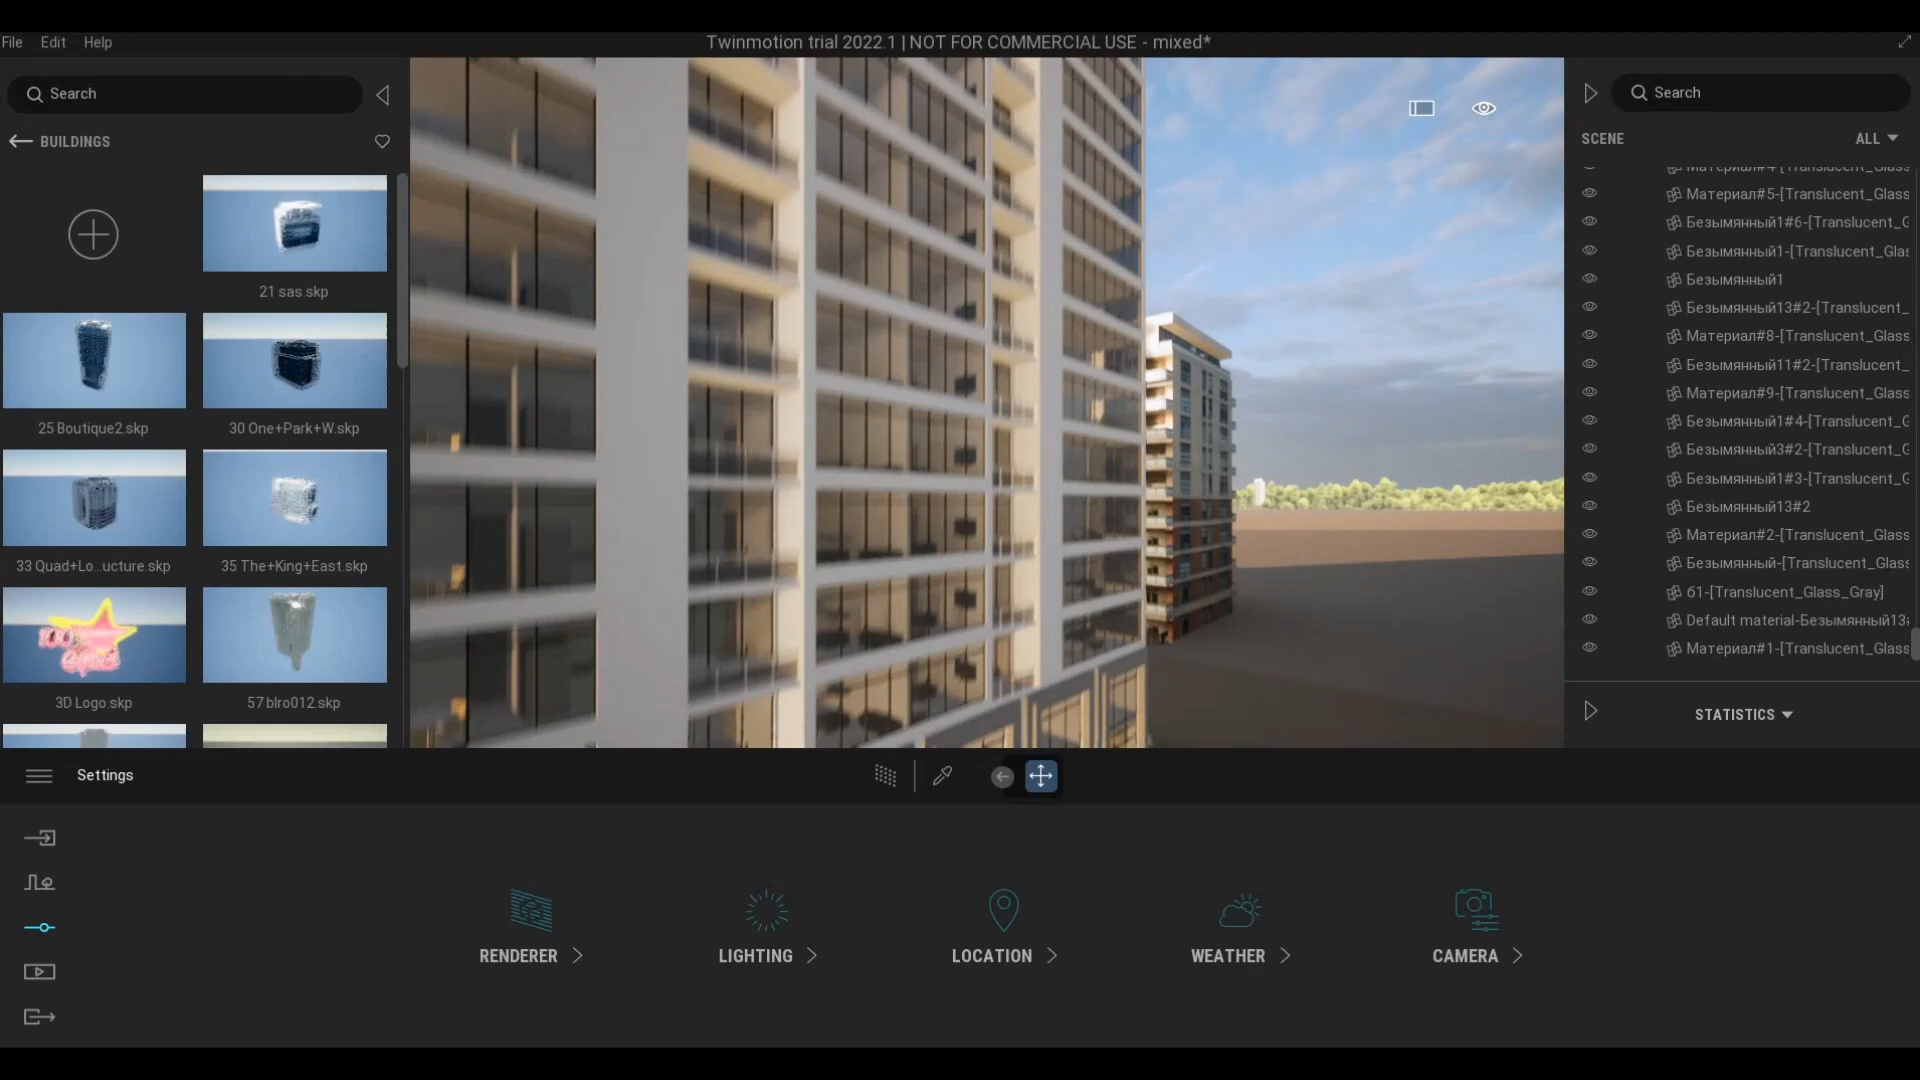 File Edit Help
Twinmotion trial 2022.1 | NOT FOR COMMERCIAL USE - mixed*
Search
BUILDINGS
21 sas.skp
25 Boutique2.skp
30 One+Park+W.skp
33 Quad+Lo...ucture.skp
35 The+King+East.skp
3D Logo.skp
57 blro012.skp
Search
SCENE
ALL
Материал#4-[Translucent_Glass
Материал#5-[Translucent_Glass
Безымянный1#6-[Translucent_G
Безымянный1-[Translucent_Glas
Безымянный1
Безымянный13#2-[Translucent_
Материал#8-[Translucent_Glass
Безымянный11#2-[Translucent_
Материал#9-[Translucent_Glass
Безымянный1#4-[Translucent_G
Безымянный3#2-[Translucent_G
Безымянный1#3-[Translucent_G
Безымянный13#2
Материал#2-[Translucent_Glass
Безымянный-[Translucent_Glass
б1-[Translucent_Glass_Gray]
Default material-Безымянный13
Материал#1-[Translucent_Glass
STATISTICS
Settings
RENDERER
LIGHTING
LOCATION
WEATHER
CAMERA